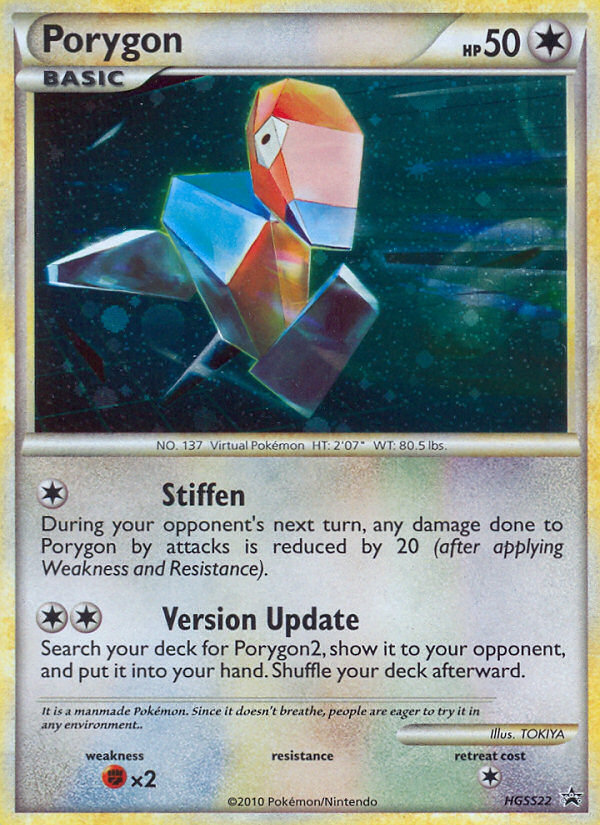 Porygon
HP 50
BASIC
NO. 137 Virtual Pokémon HT: 2'07" WT: 80.5 lbs.
Stiffen
During your opponent's next turn, any damage done to
Porygon by attacks is reduced by 20 (after applying
Weakness and Resistance).
Version Update
Search your deck for Porygon2, show it to your opponent,
and put it into your hand. Shuffle your deck afterward.
It is a manmade Pokémon. Since it doesn't breathe, people are eager to try it in
any environment..
Illus. TOKIYA
weakness resistance retreat cost
×2
©2010 Pokémon/Nintendo HGSS22